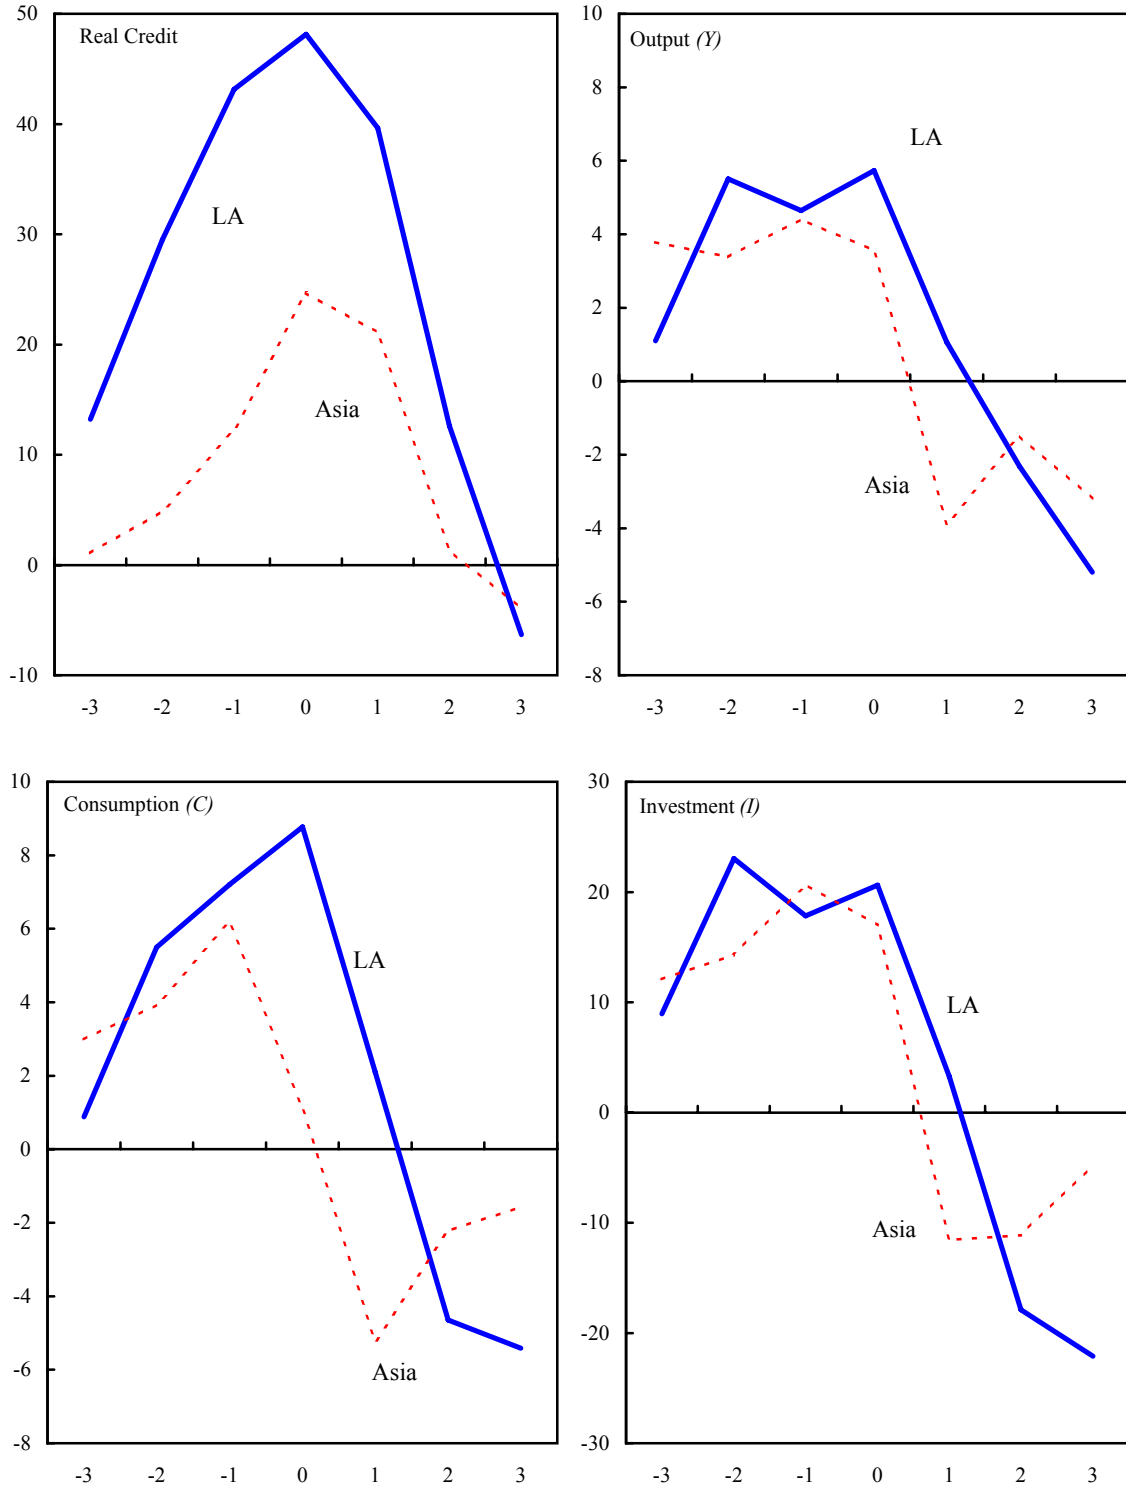 Real Credit
50
40
30
20
10
0
-10
LA
Asia
-3 -2 -1 0 1 2 3
Output (Y)
10
8
6
4
2
0
-2
-4
-6
-8
LA
Asia
-3 -2 -1 0 1 2 3
Consumption (C)
10
8
6
4
2
0
-2
-4
-6
-8
LA
Asia
-3 -2 -1 0 1 2 3
Investment (I)
30
20
10
0
-10
-20
-30
LA
Asia
-3 -2 -1 0 1 2 3